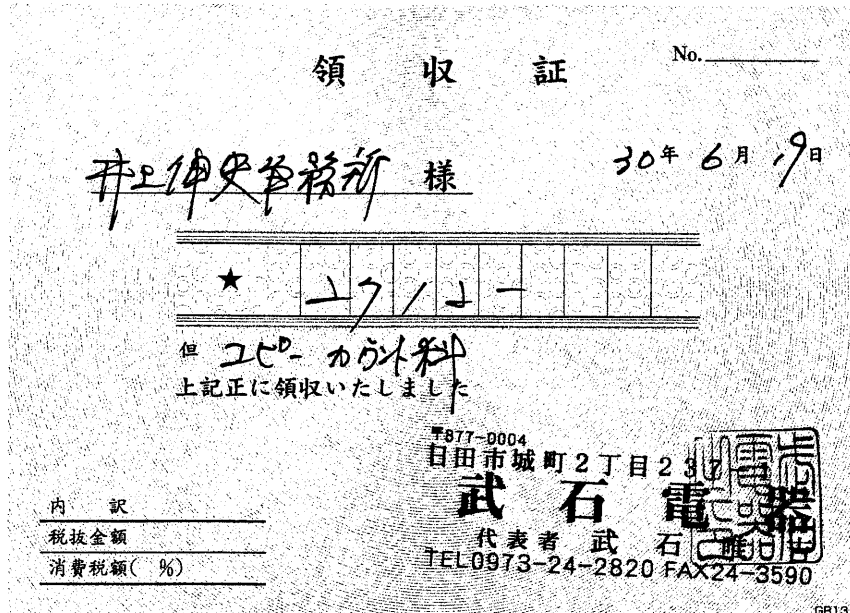 領収証
No.
井上伸史事務所 様
30年 6月 19日
★
但 コピーカウント料
上記正に領収いたしました
〒877-0004
日田市城町2丁目237
武石電器
代表者 武石
TEL0973-24-2820 FAX24-3590
内訳
税抜金額
消費税額( %)
GB13